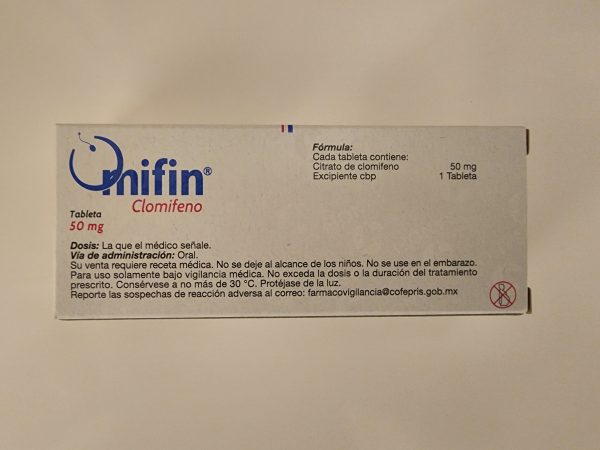 Omifin®
Clomifeno
Tableta
50 mg
Fórmula:
Cada tableta contiene:
Citrato de clomifeno 50 mg
Excipiente cbp 1 Tableta
Dosis: La que el médico señale.
Vía de administración: Oral.
Su venta requiere receta médica. No se deje al alcance de los niños. No se use en el embarazo.
Para uso solamente bajo vigilancia médica. No exceda la dosis o la duración del tratamiento
prescrito. Consérvese a no más de 30 °C. Protéjase de la luz.
Reporte las sospechas de reacción adversa al correo: farmacovigilancia@cofepris.gob.mx